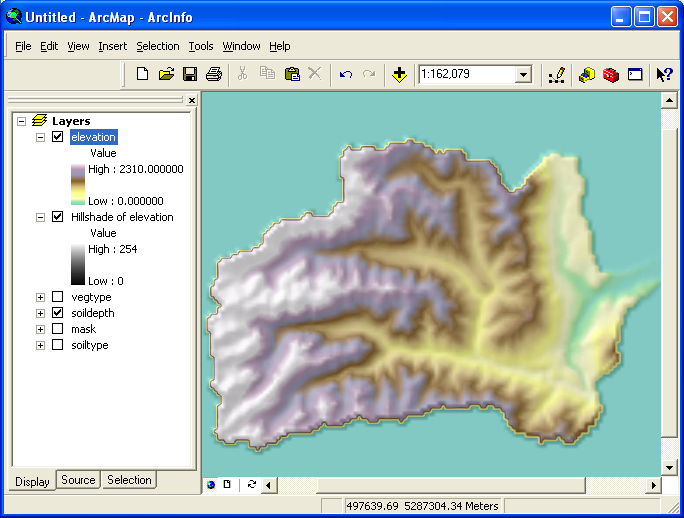 Untitled - ArcMap - ArcInfo
File Edit View Insert Selection Tools Window Help
1:162,079
Layers
elevation
Value
High : 2310.000000
Low : 0.000000
Hillshade of elevation
Value
High : 254
Low : 0
vegtype
soildepth
mask
soiltype
Display Source Selection
497639.69 5287304.34 Meters